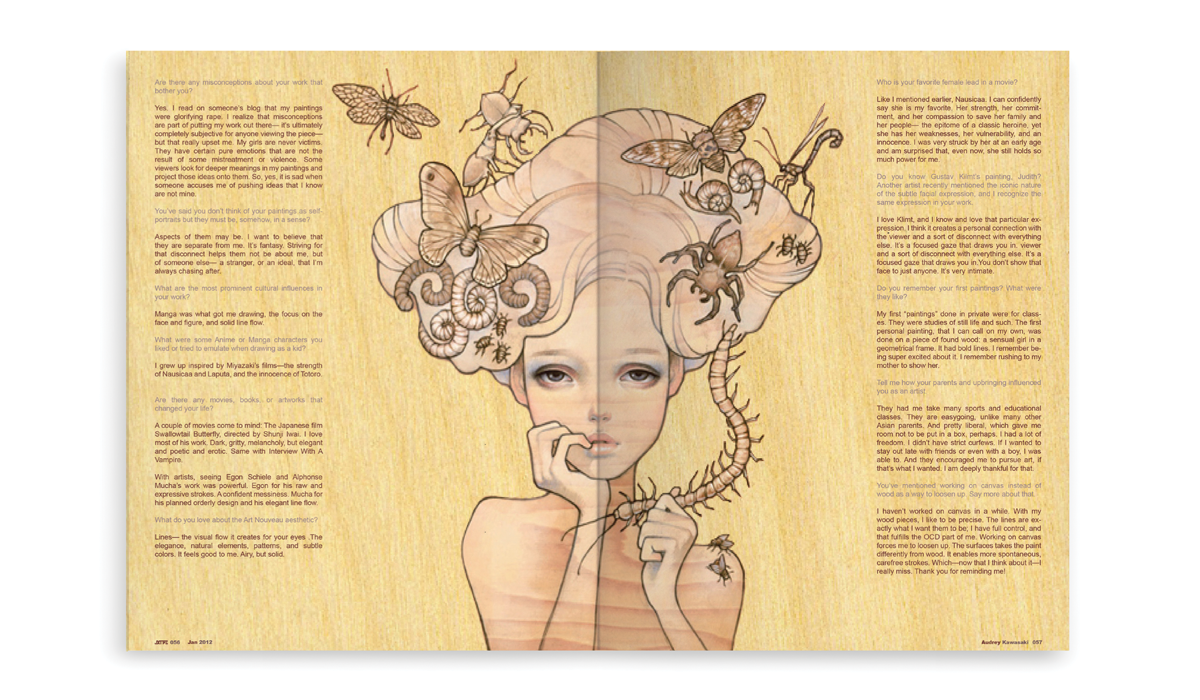 Are there any misconceptions about your work that
bother you?
Yes. I read on someone's blog that my paintings
were glorifying rape. I realize that misconceptions
are part of putting my work out there— it's ultimately
completely subjective for anyone viewing the piece—
but that really upset me. My girls are never victims.
They have certain pure emotions that are not the
result of some mistreatment or violence. Some
viewers look for deeper meanings in my paintings and
project those ideas onto them. So, yes, it is sad when
someone accuses me of pushing ideas that I know
are not mine.
You've said you don't think of your paintings as self-
portraits but they must be, somehow, in a sense?
Aspects of them may be. I want to believe that
they are separate from me. It's fantasy. Striving for
that disconnect helps them not be about me, but
of someone else— a stranger, or an ideal, that I'm
always chasing after.
What are the most prominent cultural influences in
your work?
Manga was what got me drawing, the focus on the
face and figure, and solid line flow.
What were some Anime or Manga characters you
liked or tried to emulate when drawing as a kid?
I grew up inspired by Miyazaki's films—the strength
of Nausicaa and Laputa, and the innocence of Totoro.
Are there any movies, books.. or artworks that
changed your life?
A couple of movies come to mind: The Japanese film
Swallowtail Butterfly, directed by Shunji Iwai. I love
most of his work. Dark, gritty, melancholy, but elegant
and poetic and erotic. Same with Interview With A
Vampire.
With artists, seeing Egon Schiele and Alphonse
Mucha's work was powerful. Egon for his raw and
expressive strokes. A confident messiness. Mucha for
his planned orderly design and his elegant line flow.
What do you love about the Art Nouveau aesthetic?
Lines— the visual flow it creates for your eyes .The
elegance, natural elements, patterns, and subtle
colors. It feels good to me. Airy, but solid.
056 Jan 2012
Who is your favorite female lead in a movie?
Like I mentioned earlier, Nausicaa. I can confidently
say she is my favorite. Her strength, her commit-
ment, and her compassion to save her family and
her people— the epitome of a classic heroine, yet
she has her weaknesses, her vulnerability, and an
innocence. I was very struck by her at an early age
and am surprised that, even now, she still holds so
much power for me.
Do you know Gustav Klimt's painting, Judith?
Another artist recently mentioned the iconic nature
of the subtle facial expression, and I recognize the
same expression in your work.
I love Klimt, and I know and love that particular ex-
pression. I think it creates a personal connection with
the viewer and a sort of disconnect with everything
else. It's a focused gaze that draws you in. viewer
and a sort of disconnect with everything else. It's a
focused gaze that draws you in.You don't show that
face to just anyone. It's very intimate.
Do you remember your first paintings? What were
they like?
My first "paintings" done in private were for class-
es. They were studies of still life and such. The first
personal painting, that I can call on my own, was
done on a piece of found wood: a sensual girl in a
geometrical frame. It had bold lines. I remember be-
ing super excited about it. I remember rushing to my
mother to show her.
Tell me how your parents and upbringing influenced
you as an artist.
They had me take many sports and educational
classes. They are easygoing, unlike many other
Asian parents. And pretty liberal, which gave me
room not to be put in a box, perhaps. I had a lot of
freedom. I didn't have strict curfews. If I wanted to
stay out late with friends or even with a boy, I was
able to. And they encouraged me to pursue art, if
that's what I wanted. I am deeply thankful for that.
You've mentioned working on canvas instead of
wood as a way to loosen up. Say more about that.
I haven't worked on canvas in a while. With my
wood pieces, I like to be precise. The lines are ex-
actly what I want them to be; I have full control, and
that fulfills the OCD part of me. Working on canvas
forces me to loosen up. The surfaces takes the paint
differently from wood. It enables more spontaneous,
carefree strokes. Which—now that I think about it—I
really miss. Thank you for reminding me!
Audrey Kawasaki 057